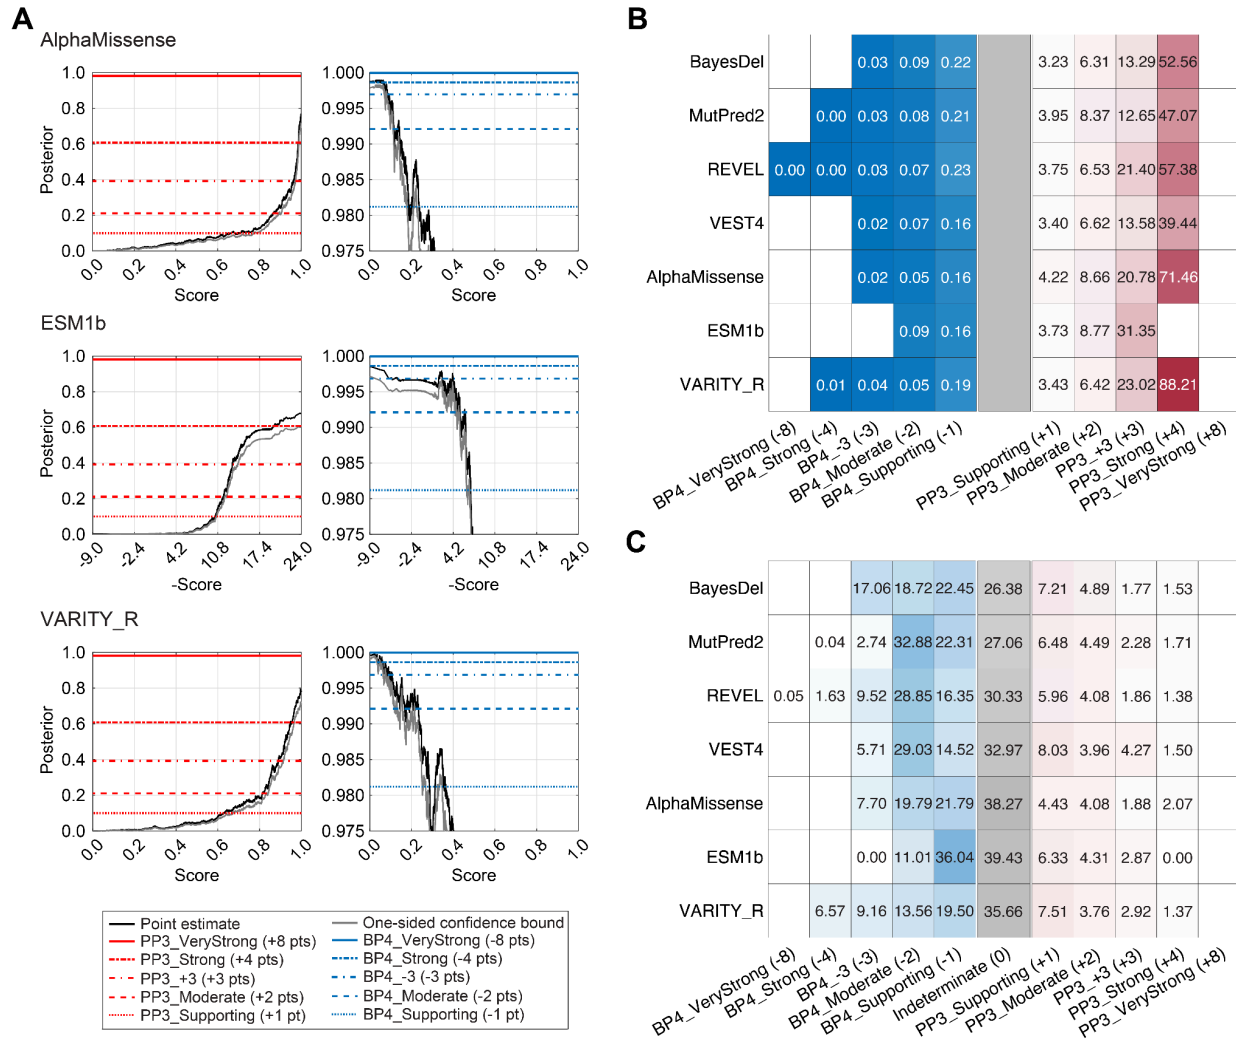 A
AlphaMissense
1.0
0.8
0.6
0.4
0.2
0.0
Posterior
0.0
0.2
0.4
0.6
0.8
1.0
Score
1.000
0.995
0.990
0.985
0.980
0.975
0.0
0.2
0.4
0.6
0.8
1.0
Score
ESM1b
1.0
0.8
0.6
0.4
0.2
0.0
Posterior
-9.0
-2.4
4.2
10.8
17.4
24.0
-Score
1.000
0.995
0.990
0.985
0.980
0.975
-9.0
-2.4
4.2
10.8
17.4
24.0
-Score
VARITY_R
1.0
0.8
0.6
0.4
0.2
0.0
Posterior
0.0
0.2
0.4
0.6
0.8
1.0
Score
1.000
0.995
0.990
0.985
0.980
0.975
0.0
0.2
0.4
0.6
0.8
1.0
Score
Point estimate
PP3_VeryStrong (+8 pts)
PP3_Strong (+4 pts)
PP3_+3 (+3 pts)
PP3_Moderate (+2 pts)
PP3_Supporting (+1 pt)
One-sided confidence bound
BP4_VeryStrong (-8 pts)
BP4_Strong (-4 pts)
BP4_-3 (-3 pts)
BP4_Moderate (-2 pts)
BP4_Supporting (-1 pt)
B
BayesDel 0.03 0.09 0.22 3.23 6.31 13.29 52.56
MutPred2 0.00 0.03 0.08 0.21 3.95 8.37 12.65 47.07
REVEL 0.00 0.00 0.03 0.07 0.23 3.75 6.53 21.40 57.38
VEST4 0.02 0.07 0.16 3.40 6.62 13.58 39.44
AlphaMissense 0.02 0.05 0.16 4.22 8.66 20.78 71.46
ESM1b 0.09 0.16 3.73 8.77 31.35
VARITY_R 0.01 0.04 0.05 0.19 3.43 6.42 23.02 88.21
BP4_VeryStrong (-8)
BP4_Strong (-4)
BP4_-3 (-3)
BP4_Moderate (-2)
BP4_Supporting (-1)
PP3_Supporting (+1)
PP3_Moderate (+2)
PP3_+3 (+3)
PP3_Strong (+4)
PP3_VeryStrong (+8)
C
BayesDel 17.06 18.72 22.45 26.38 7.21 4.89 1.77 1.53
MutPred2 0.04 2.74 32.88 22.31 27.06 6.48 4.49 2.28 1.71
REVEL 0.05 1.63 9.52 28.85 16.35 30.33 5.96 4.08 1.86 1.38
VEST4 5.71 29.03 14.52 32.97 8.03 3.96 4.27 1.50
AlphaMissense 7.70 19.79 21.79 38.27 4.43 4.08 1.88 2.07
ESM1b 0.00 11.01 36.04 39.43 6.33 4.31 2.87 0.00
VARITY_R 6.57 9.16 13.56 19.50 35.66 7.51 3.76 2.92 1.37
BP4_VeryStrong (-8)
BP4_Strong (-4)
BP4_-3 (-3)
BP4_Moderate (-2)
BP4_Supporting (-1)
Indeterminate (0)
PP3_Supporting (+1)
PP3_Moderate (+2)
PP3_+3 (+3)
PP3_Strong (+4)
PP3_VeryStrong (+8)